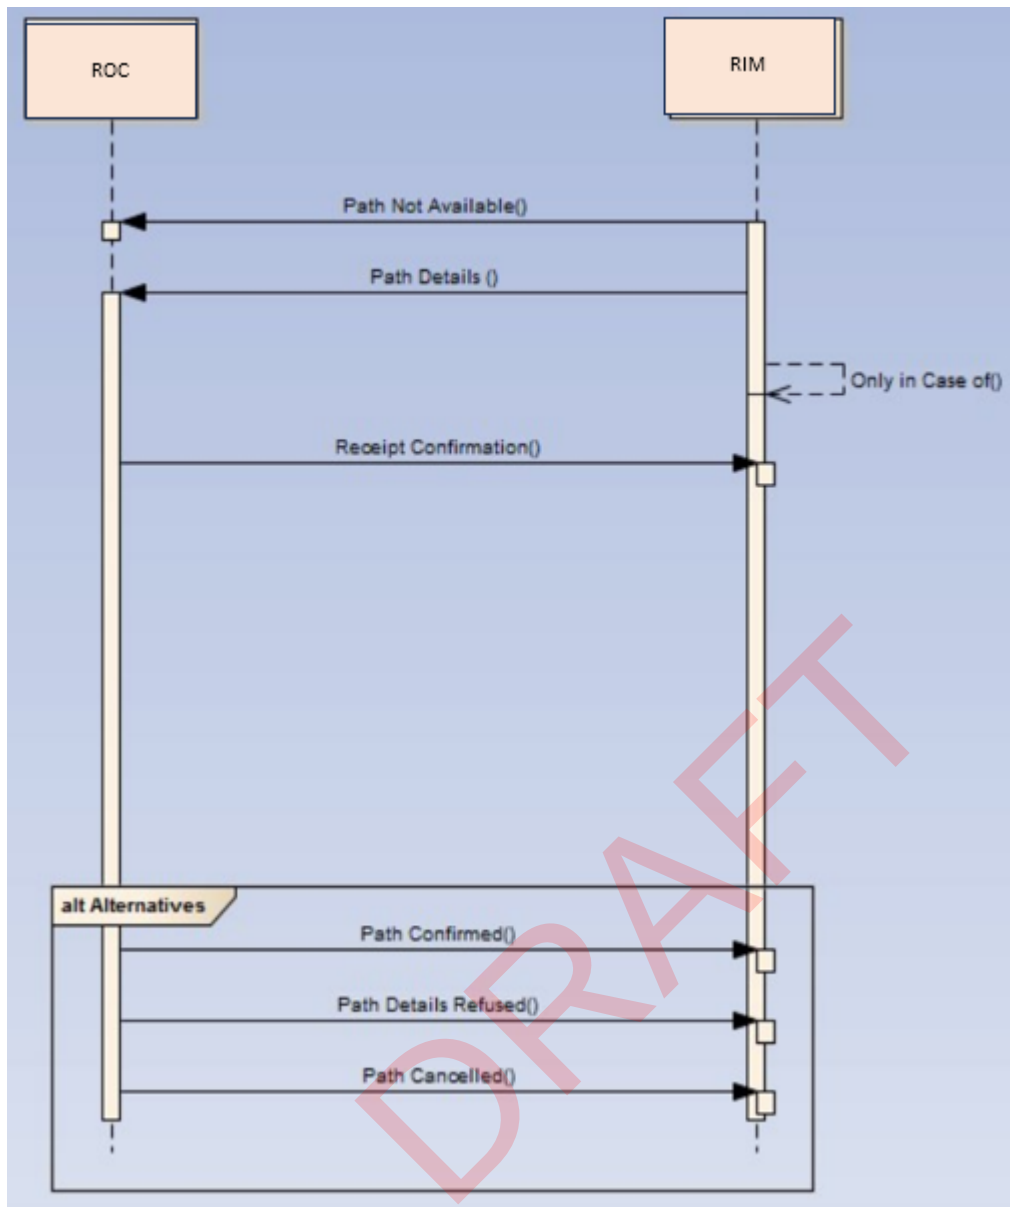 ROC
RIM
Path Not Available()
Path Details ()
Only in Case of()
Receipt Confirmation()
alt Alternatives
Path Confirmed()
Path Details Refused()
Path Cancelled()
DRAFT